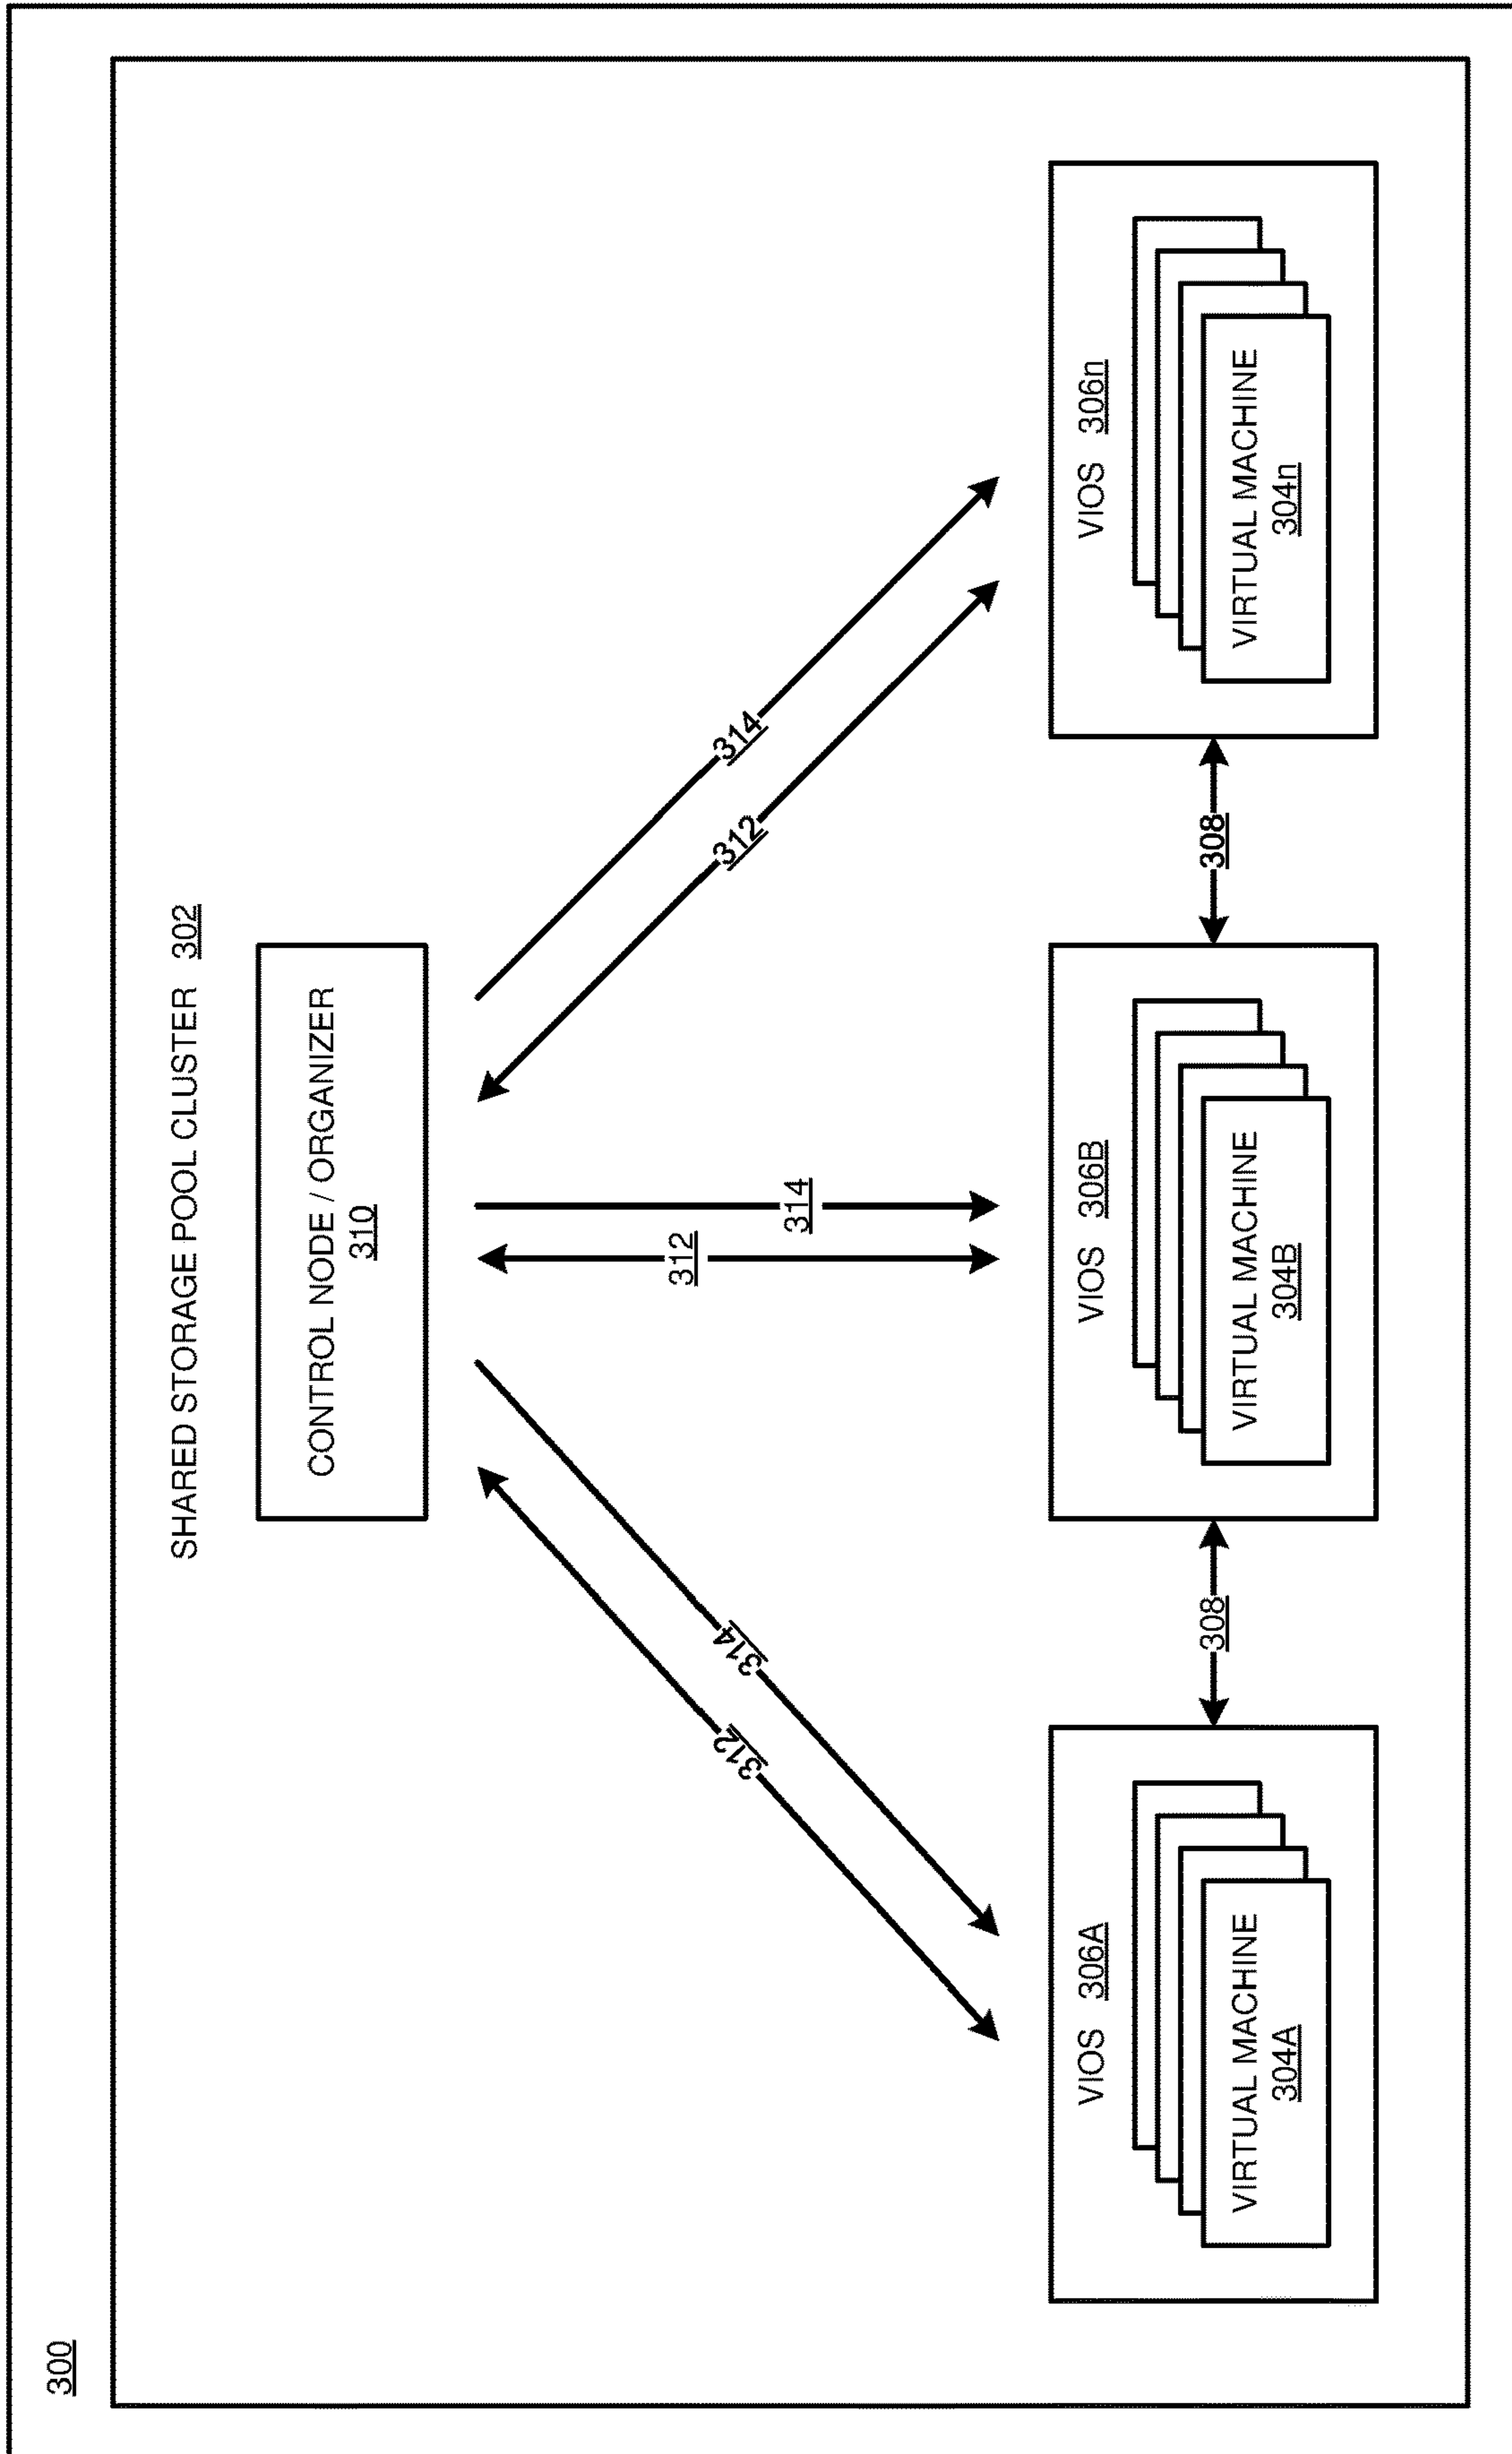 300
SHARED STORAGE POOL CLUSTER 302
CONTROL NODE / ORGANIZER
310
312
314
312
314
312
314
VIOS 306A
VIRTUAL MACHINE
304A
308
VIOS 306B
VIRTUAL MACHINE
304B
308
VIOS 306n
VIRTUAL MACHINE
304n